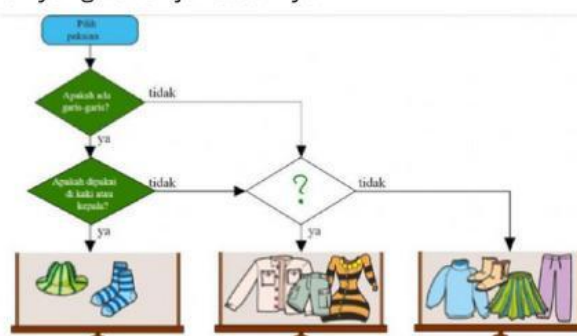 Pilih
pakaian
Apakah ada
garis-garis?
tidak
ya
Apakah dipakai
di kaki atau
kepala?
tidak
?
tidak
ya
ya